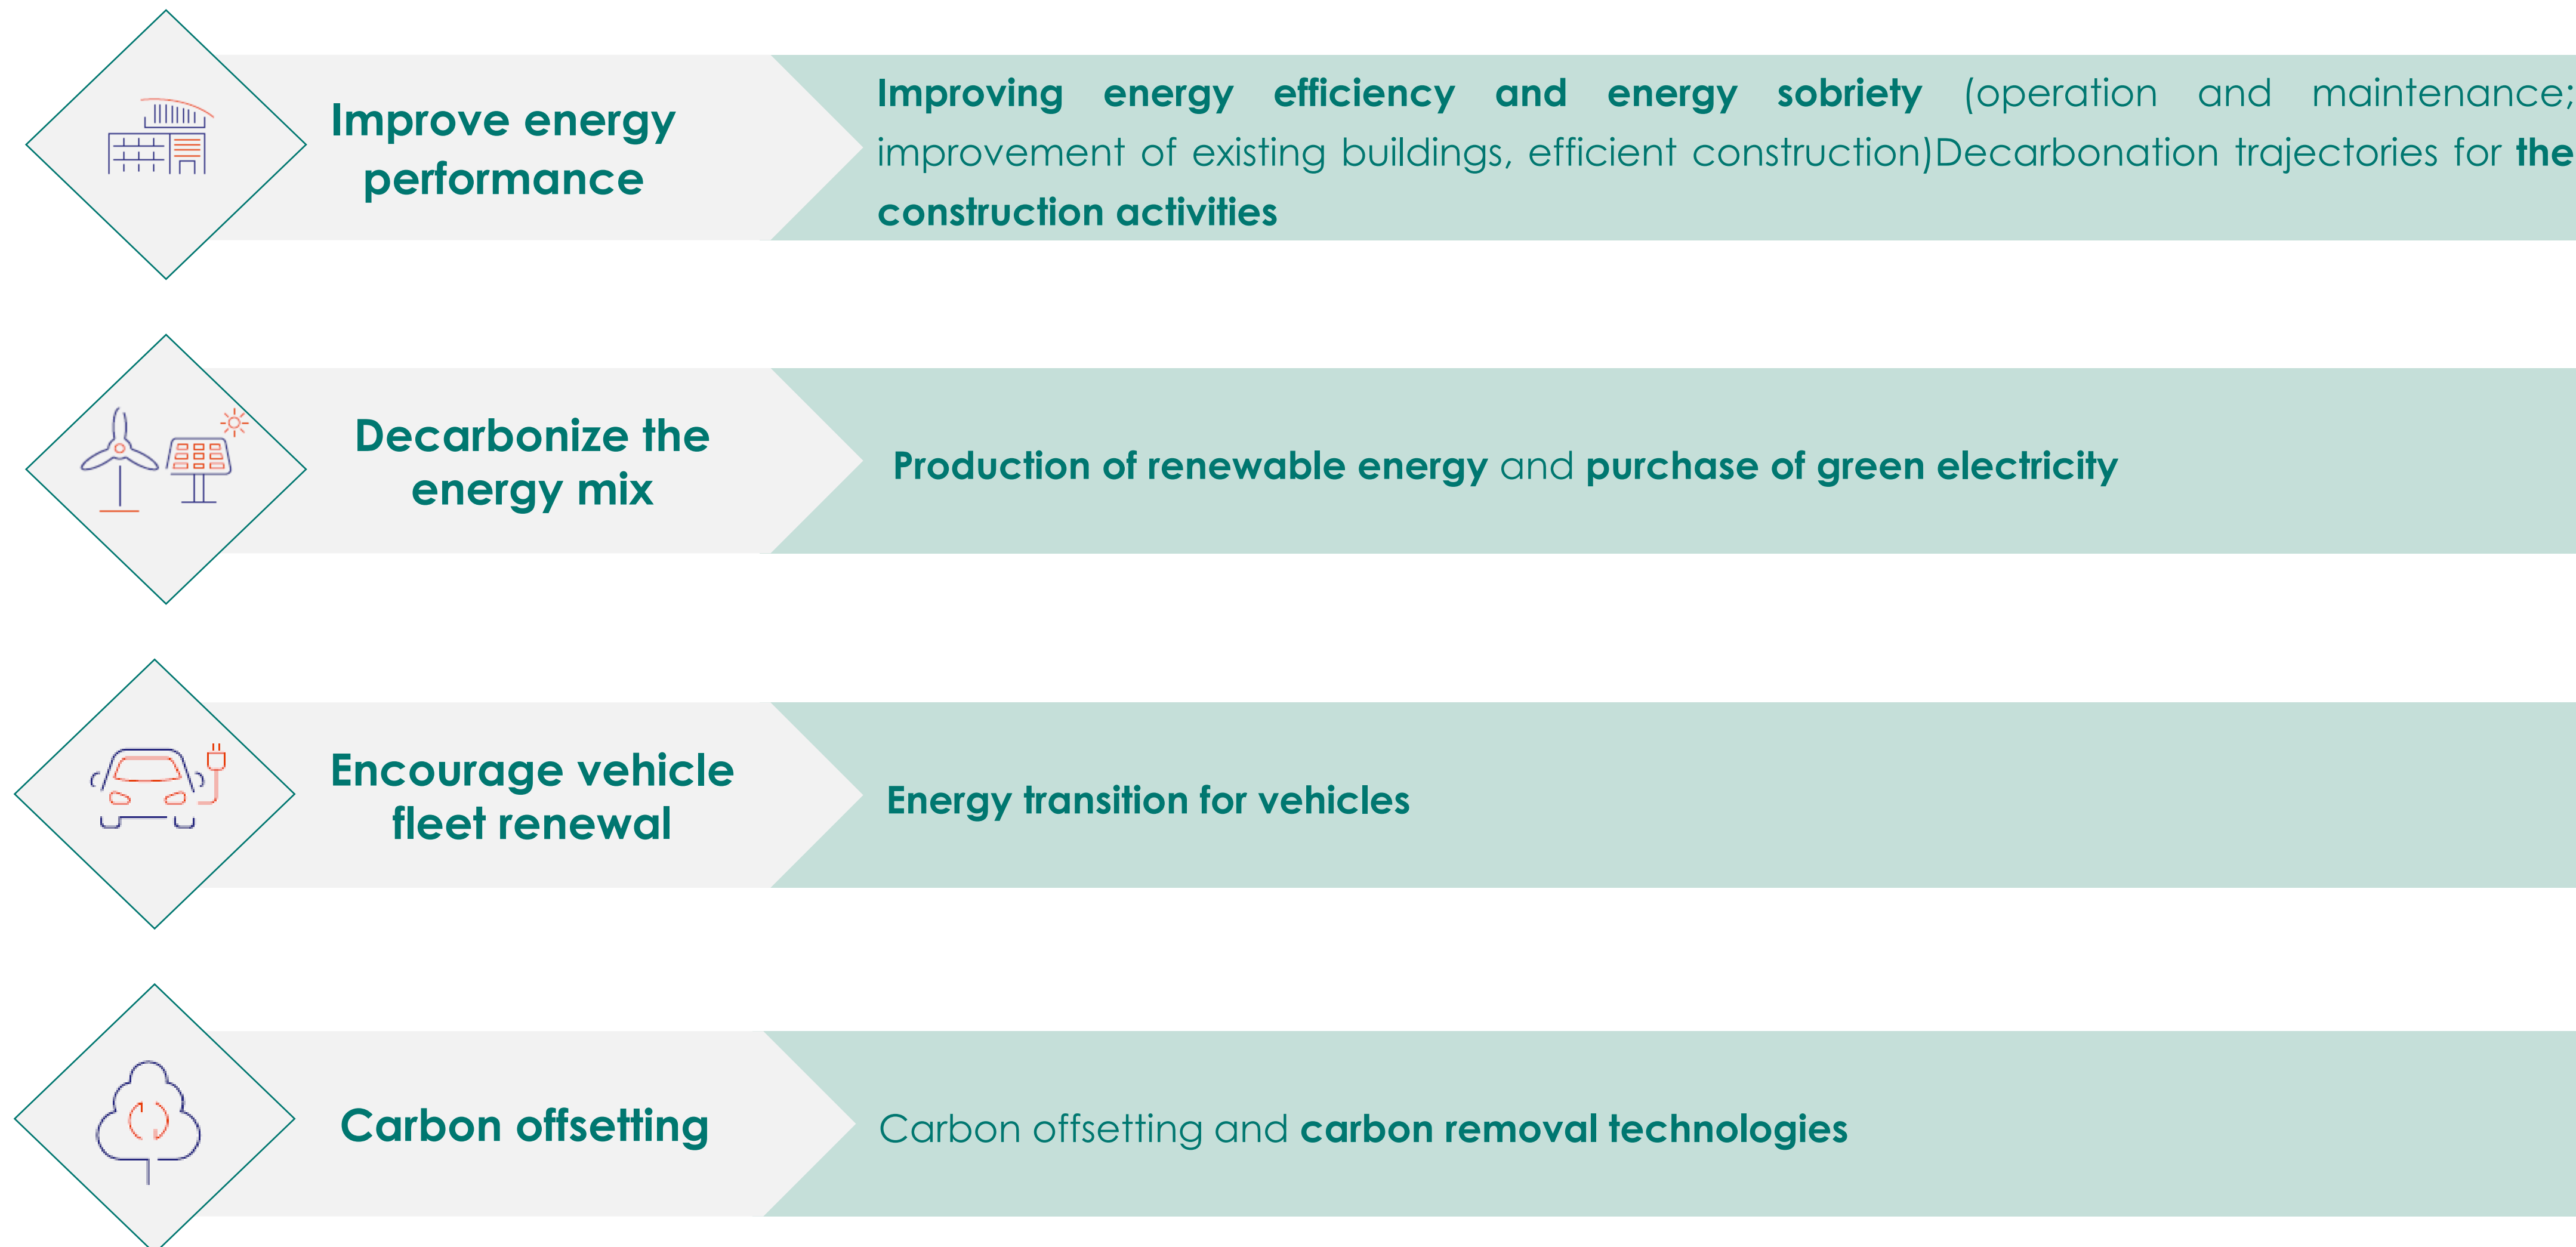 Improve energy
performance
Improving energy efficiency and energy sobriety (operation and maintenance;
improvement of existing buildings, efficient construction)Decarbonation trajectories for the
construction activities
Decarbonize the
energy mix
Production of renewable energy and purchase of green electricity
Encourage vehicle
fleet renewal
Energy transition for vehicles
Carbon offsetting
Carbon offsetting and carbon removal technologies